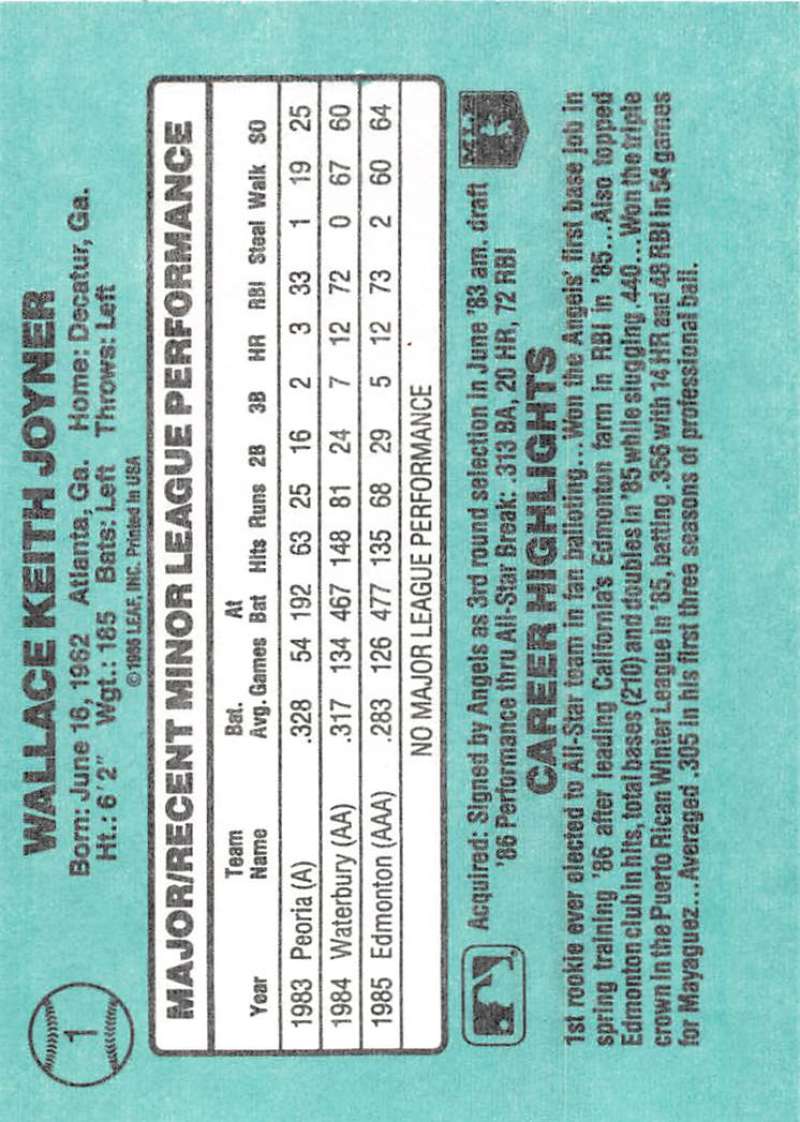 1
WALLACE KEITH JOYNER
Born: June 16, 1962 Atlanta, Ga. Home: Decatur, Ga.
Ht.: 6'2" Wgt.: 185 Bats: Left Throws: Left
©1986 LEAF, INC. Printed in USA
MAJOR/RECENT MINOR LEAGUE PERFORMANCE
Year Team Name Bat. Avg. Games At Bat Hits Runs 2B 3B HR RBI Steal Walk SO
1983 Peoria (A) .328 54 192 63 25 16 2 3 33 1 19 25
1984 Waterbury (AA) .317 134 467 148 81 24 7 12 72 0 67 60
1985 Edmonton (AAA) .283 126 477 135 68 29 5 12 73 2 60 64
NO MAJOR LEAGUE PERFORMANCE
Acquired: Signed by Angels as 3rd round selection in June '83 am. draft
'86 Performance thru All-Star Break: .313 BA, 20 HR, 72 RBI
MLP
CAREER HIGHLIGHTS
1st rookie ever elected to All-Star team in fan balloting...Won the Angels' first base job in
spring training '86 after leading California's Edmonton farm in RBI in '85...Also topped
Edmonton club in hits, total bases (210) and doubles in '85 while slugging .440...Won the triple
crown in the Puerto Rican Winter League in '85, batting .356 with 14 HR and 48 RBI in 54 games
for Mayaguez...Averaged .305 in his first three seasons of professional ball.